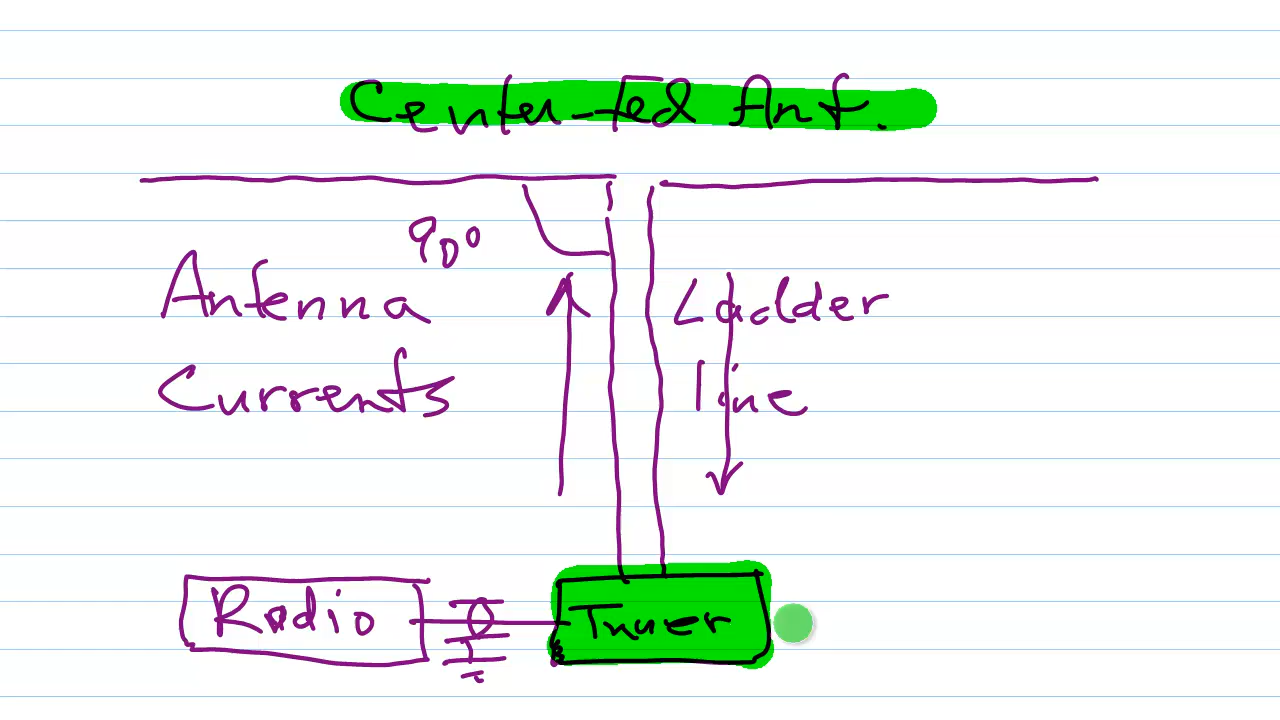 Center-fed Ant.
90°
Antenna
Currents
Ladder
line
Radio
Tuner